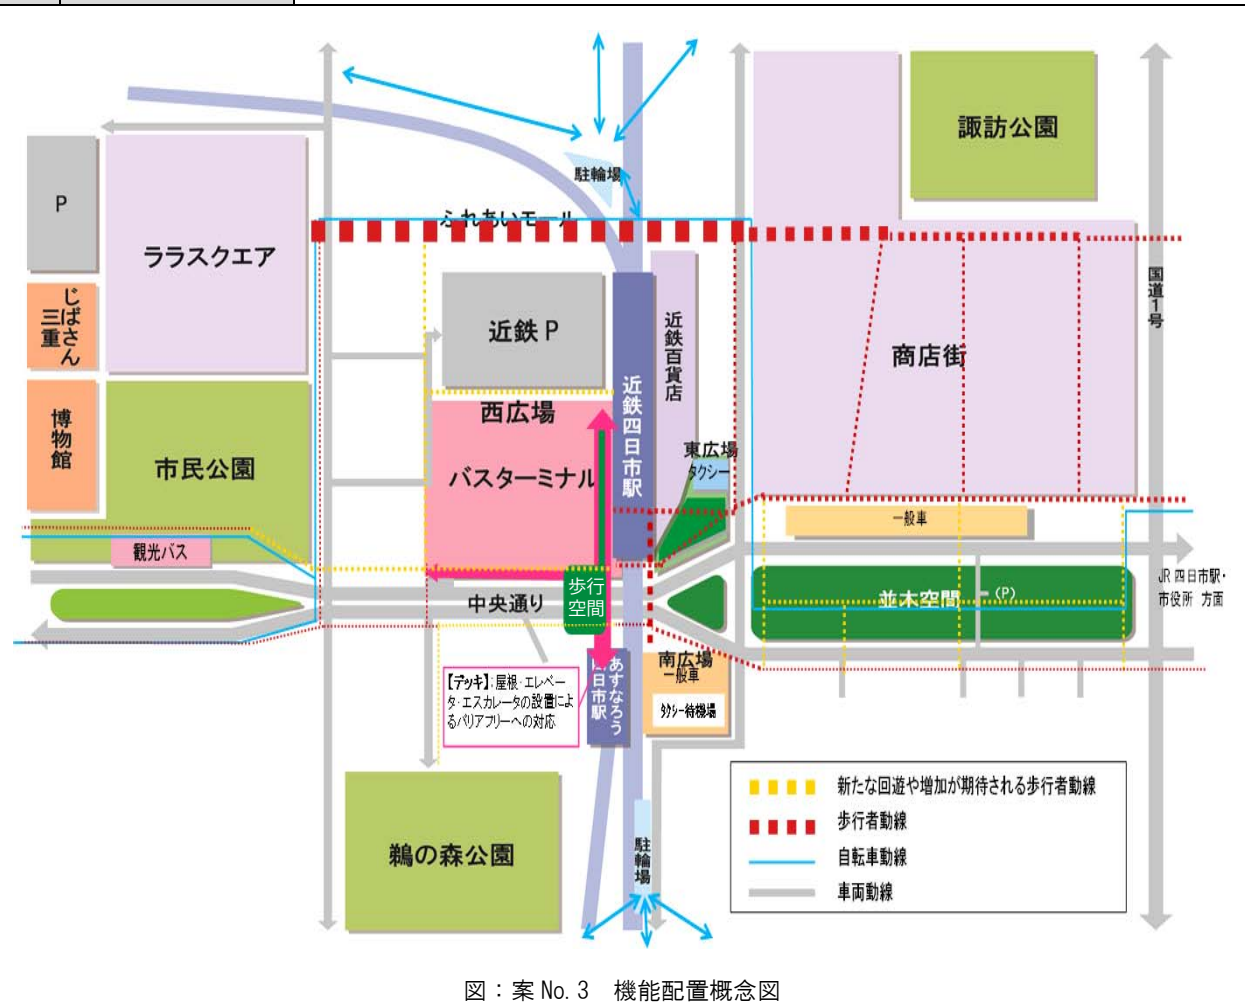 諏訪公園
駐輪場
P
ふれあいモール
ララスクエア
じばさん三重
国道1号
近鉄 P
近鉄百貨店
商店街
近鉄四日市駅
西広場
博物館
市民公園
バスターミナル
東広場
タクシー
一般車
観光バス
歩行
空間
中央通り
並木空間
(P)
JR 四日市駅・
市役所 方面
南広場
一般車
タクシー待機場
あすなろう
四日市駅
【デッキ】：屋根・エレベー
タ・エスカレータの設置によ
るバリアフリーへの対応
鵜の森公園
駐輪場
新たな回遊や増加が期待される歩行者動線
歩行者動線
自転車動線
車両動線
図：案 No. 3　機能配置概念図